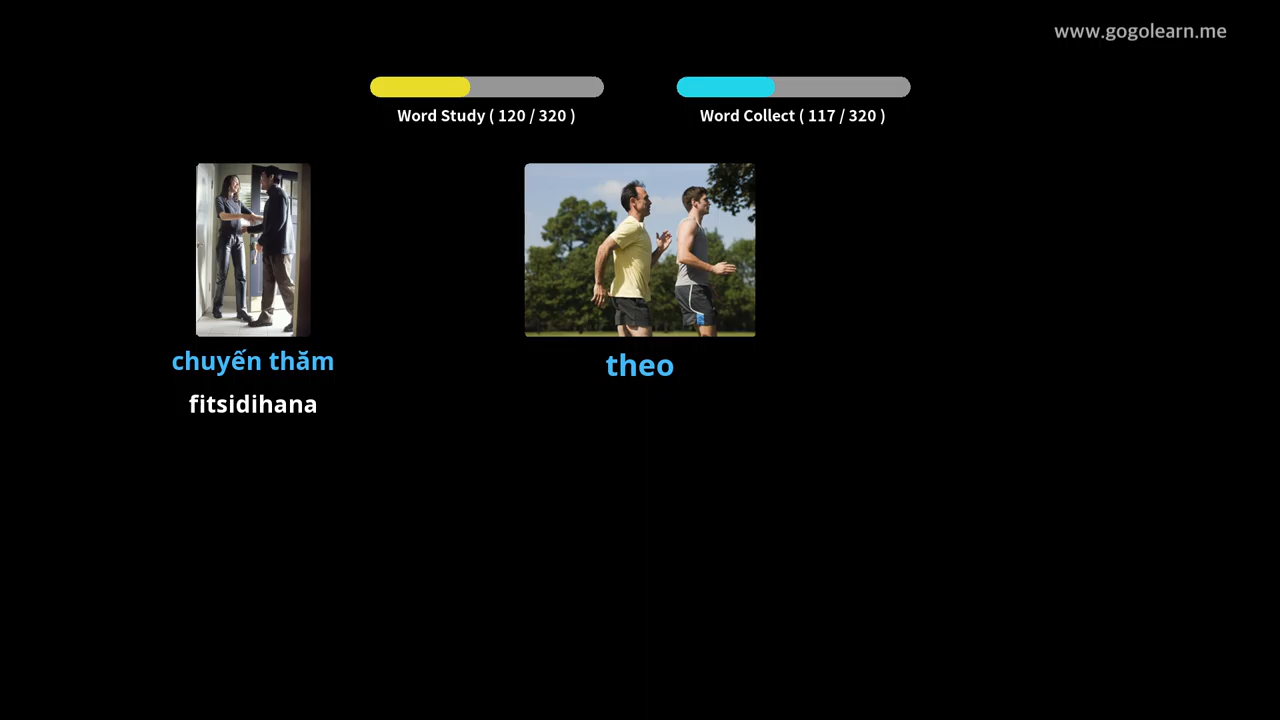 www.gogolearn.me
Word Study ( 120 / 320 )
Word Collect ( 117 / 320 )
chuyến thăm
fitsidihana
theo